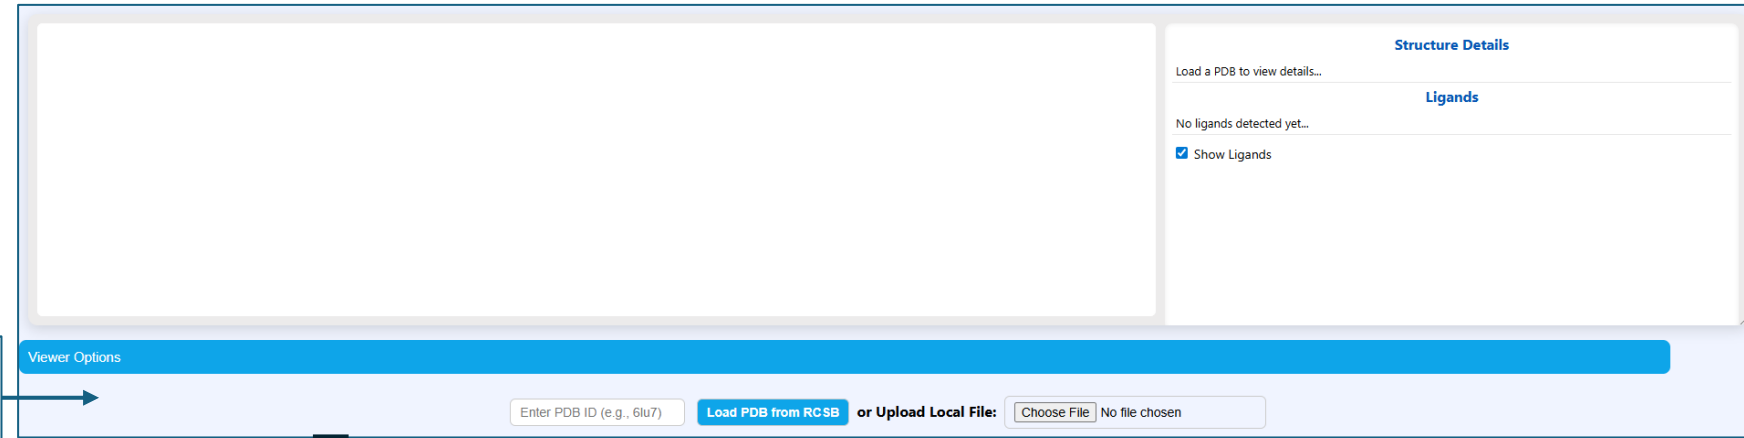 Structure Details
Load a PDB to view details...
Ligands
No ligands detected yet...
Show Ligands
Viewer Options
Enter PDB ID (e.g., 6lu7) Load PDB from RCSB or Upload Local File: Choose File No file chosen